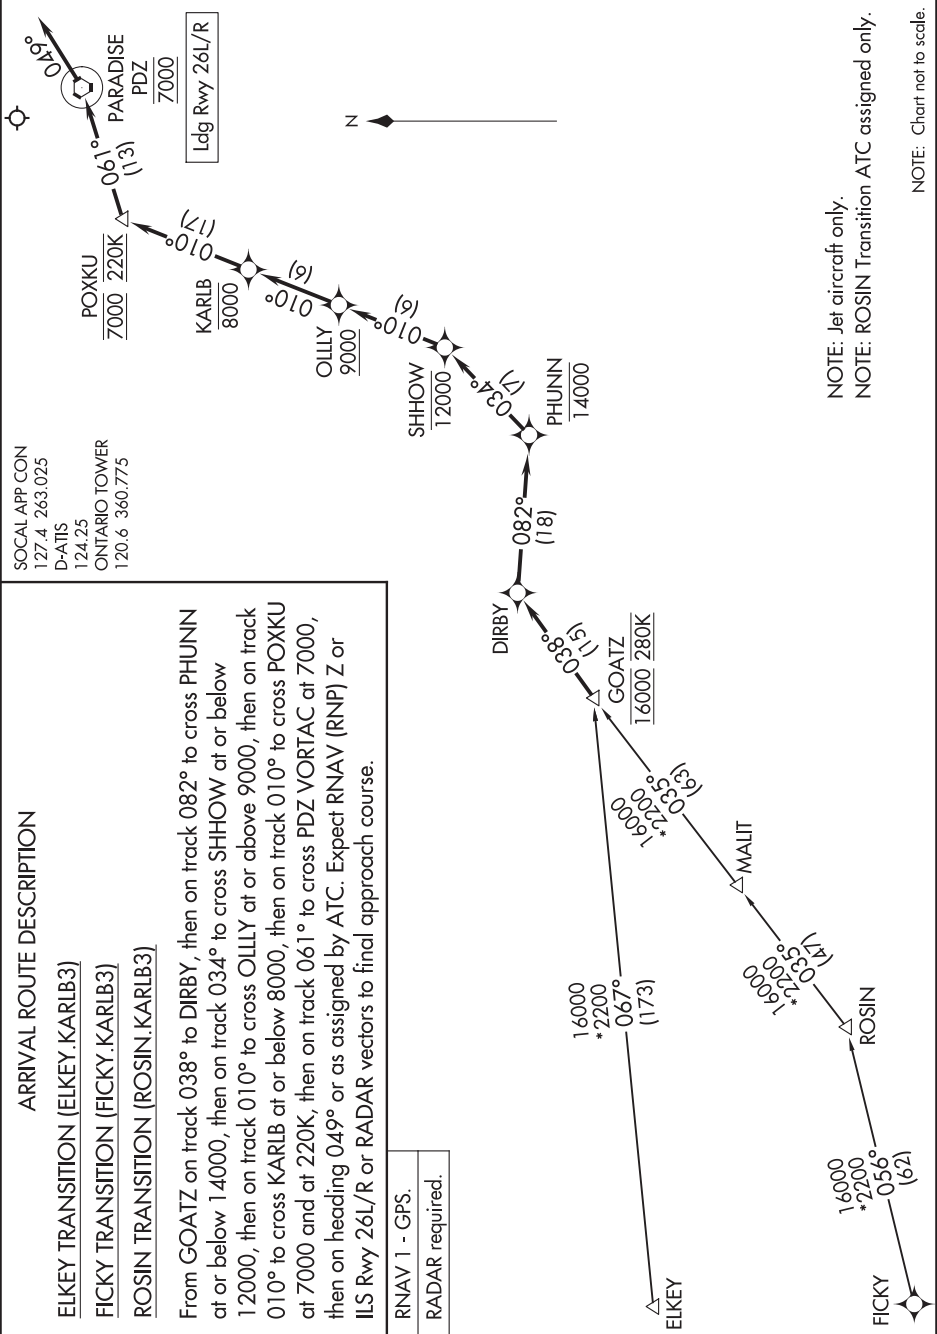 ARRIVAL ROUTE DESCRIPTION
ELKEY TRANSITION (ELKEY.KARLB3)
FICKY TRANSITION (FICKY.KARLB3)
ROSIN TRANSITION (ROSIN.KARLB3)
From GOATZ on track 038° to DIRBY, then on track 082° to cross PHUNN
at or below 14000, then on track 034° to cross SHHOW at or below
12000, then on track 010° to cross OLLLY at or above 9000, then on track
010° to cross KARLB at or below 8000, then on track 010° to cross POXKU
at 7000 and at 220K, then on track 061° to cross PDZ VORTAC at 7000,
then on heading 049° or as assigned by ATC. Expect RNAV (RNP) Z or
ILS Rwy 26L/R or RADAR vectors to final approach course.
RNAV 1 - GPS.
RADAR required.
SOCAL APP CON
127.4 263.025
D-ATIS
124.25
ONTARIO TOWER
120.6 360.775
049°
PARADISE
PDZ
7000
Ldg Rwy 26L/R
061°
(13)
POXKU
7000 220K
010°
(17)
KARLB
8000
010°
(9)
OLLLY
9000
010°
(9)
SHHOW
12000
034°
(7)
PHUNN
14000
082°
(18)
DIRBY
038°
(15)
GOATZ
16000 280K
16000
*2200
035°
(63)
MALIT
16000
*2200
035°
(47)
ROSIN
16000
*2200
067°
(173)
ELKEY
16000
*2200
056°
(62)
FICKY
N
NOTE: Jet aircraft only.
NOTE: ROSIN Transition ATC assigned only.
NOTE: Chart not to scale.